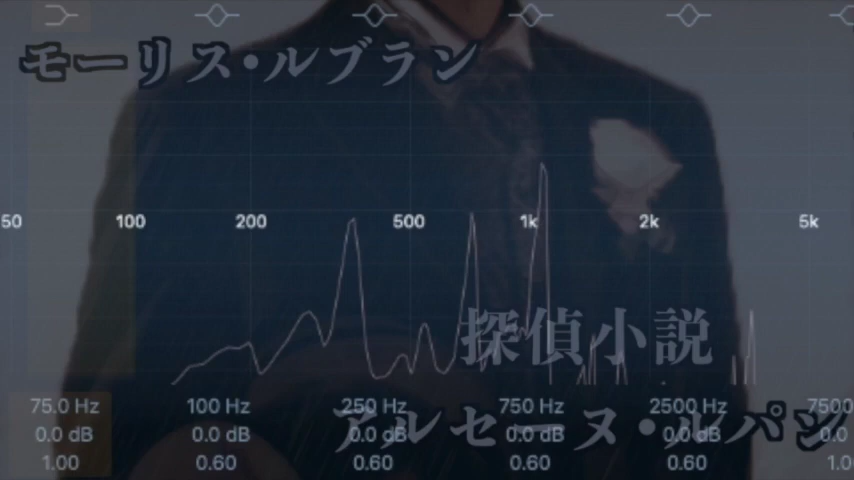 モーリス・ルブラン
50 100 200 500 1k 2k 5k
探偵小説
75.0 Hz 100 Hz 250 Hz 750 Hz 2500 Hz 7500
アルセーヌ・ルパン
0.0 dB 0.0 dB 0.0 dB 0.0 dB 0.0 dB 0.0
1.00 0.60 0.60 0.60 0.60 1.0